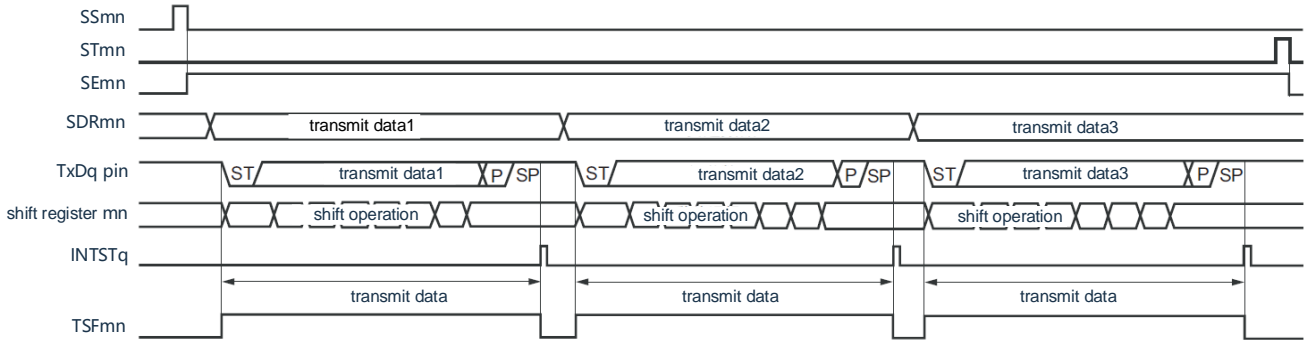 SSmn
STmn
SEmn
SDRmn transmit data1 transmit data2 transmit data3
TxDq pin ST transmit data1 P SP ST transmit data2 P SP ST transmit data3 P SP
shift register mn shift operation shift operation shift operation
INTSTq
transmit data transmit data transmit data
TSFmn